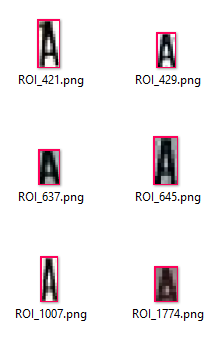 A A
ROI_421.png ROI_429.png
A A
ROI_637.png ROI_645.png
A A
ROI_1007.png ROI_1774.png